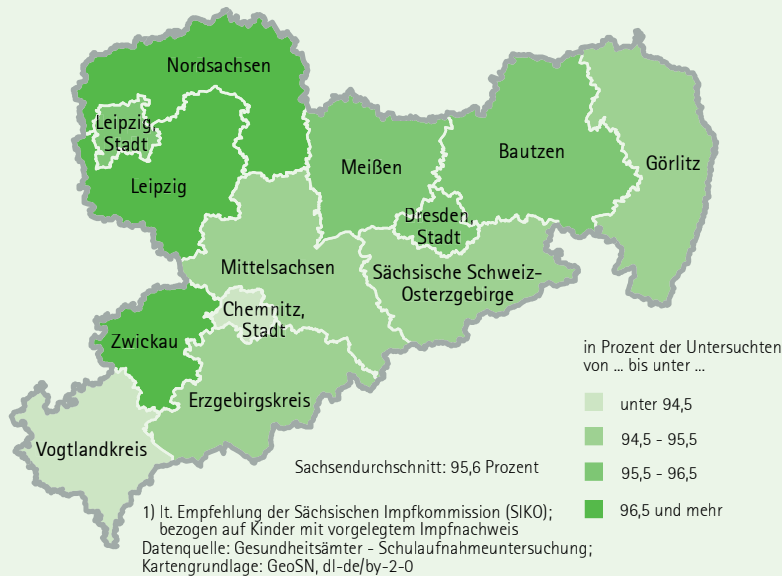 Nordsachsen
Leipzig,
Stadt
Leipzig
Meißen
Bautzen
Görlitz
Dresden,
Stadt
Mittelsachsen
Sächsische Schweiz-
Osterzgebirge
Chemnitz,
Stadt
Zwickau
Erzgebirgskreis
Vogtlandkreis
in Prozent der Untersuchten
von ... bis unter ...
unter 94,5
94,5 - 95,5
95,5 - 96,5
96,5 und mehr
Sachsendurchschnitt: 95,6 Prozent
1) lt. Empfehlung der Sächsischen Impfkommission (SIKO);
bezogen auf Kinder mit vorgelegtem Impfnachweis
Datenquelle: Gesundheitsämter - Schulaufnahmeuntersuchung;
Kartengrundlage: GeoSN, dl-de/by-2-0